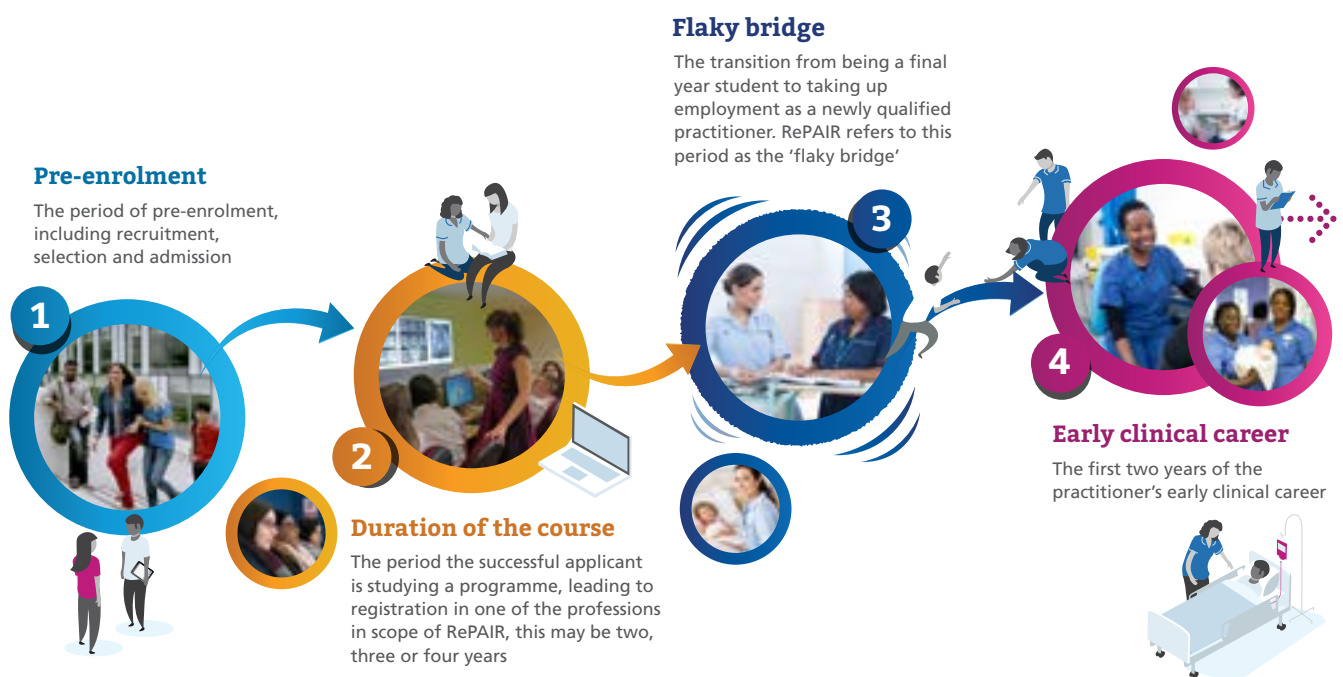 Pre-enrolment
The period of pre-enrolment,
including recruitment,
selection and admission
1
2
Duration of the course
The period the successful applicant
is studying a programme, leading to
registration in one of the professions
in scope of RePAIR, this may be two,
three or four years
Flaky bridge
The transition from being a final
year student to taking up
employment as a newly qualified
practitioner. RePAIR refers to this
period as the ‘flaky bridge’
3
4
Early clinical career
The first two years of the
practitioner’s early clinical career